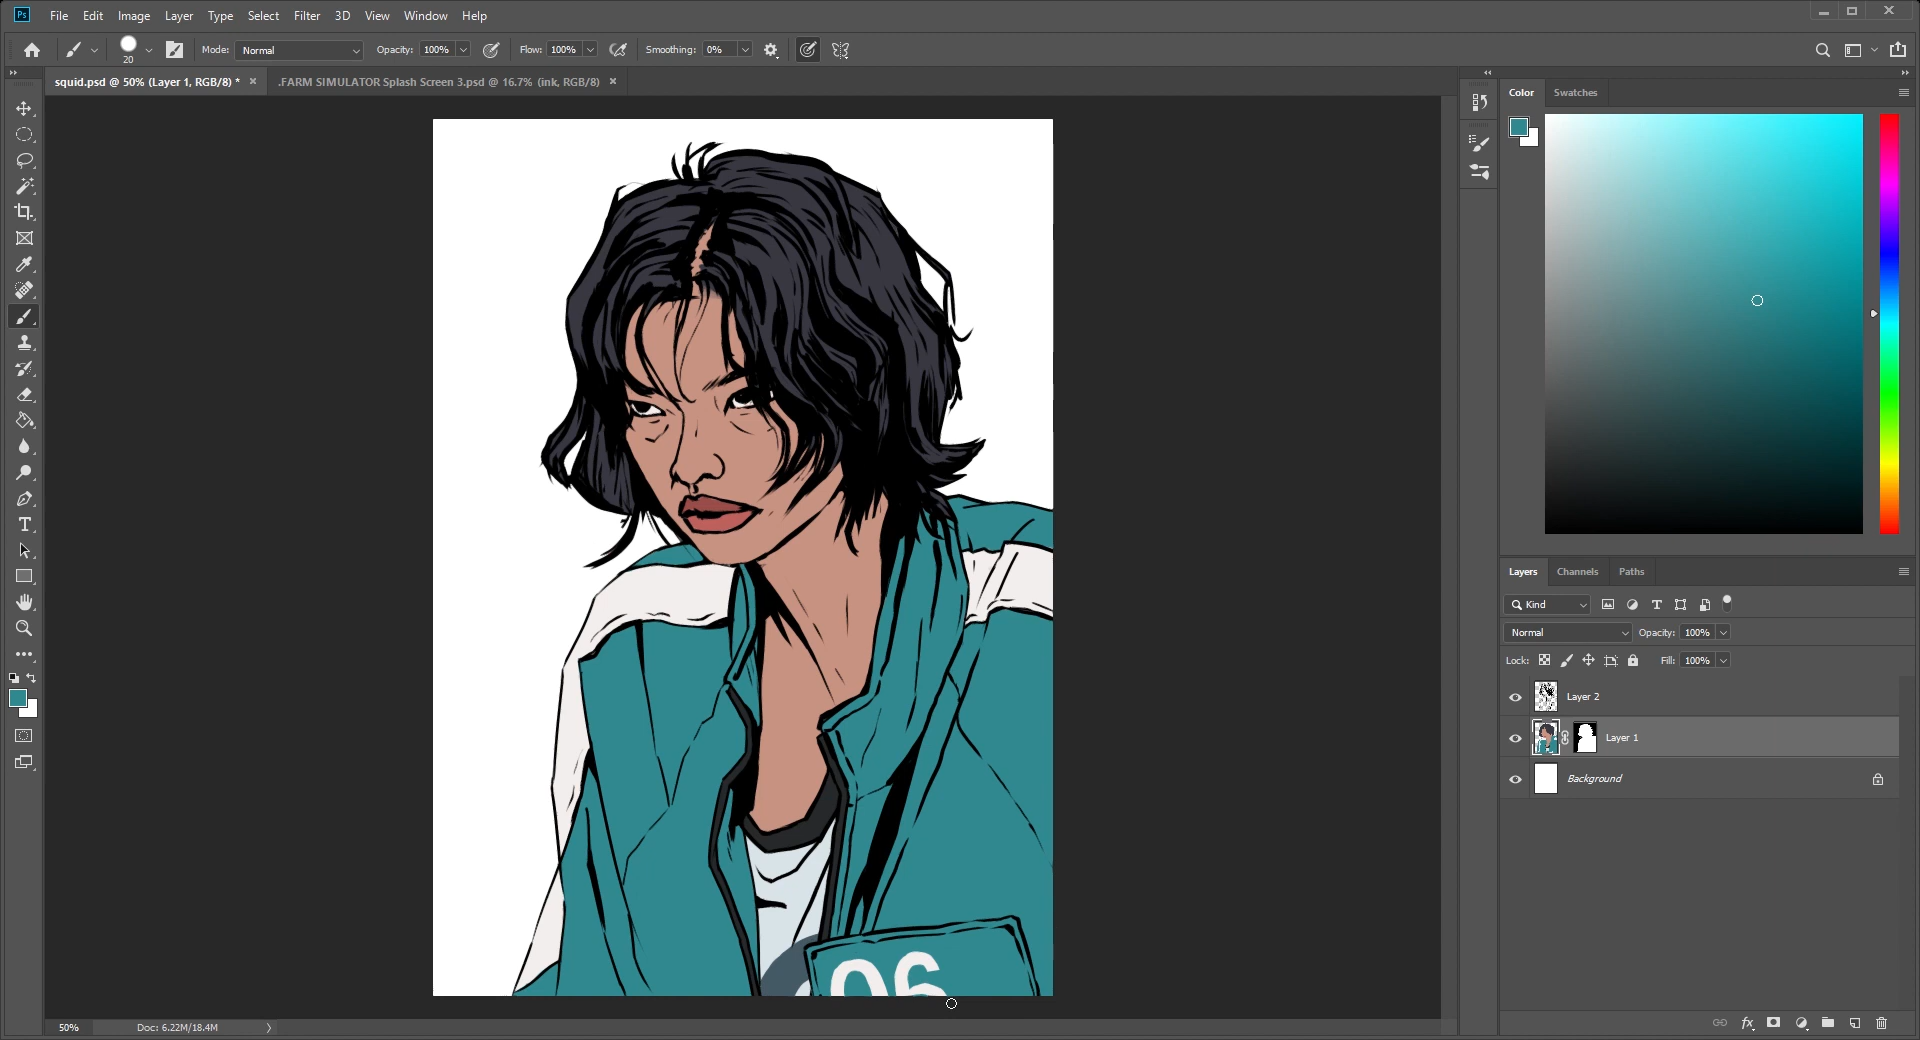 Ps File Edit Image Layer Type Select Filter 3D View Window Help
20 Mode: Normal Opacity: 100% Flow: 100% Smoothing: 0%
squid.psd @ 50% (Layer 1, RGB/8) * × .FARM SIMULATOR Splash Screen 3.psd @ 16.7% (ink, RGB/8) ×
Color Swatches
Layers Channels Paths
Kind
Normal Opacity: 100%
Lock: Fill: 100%
Layer 2
Layer 1
Background
06
50% Doc: 6.22M/18.4M
fx